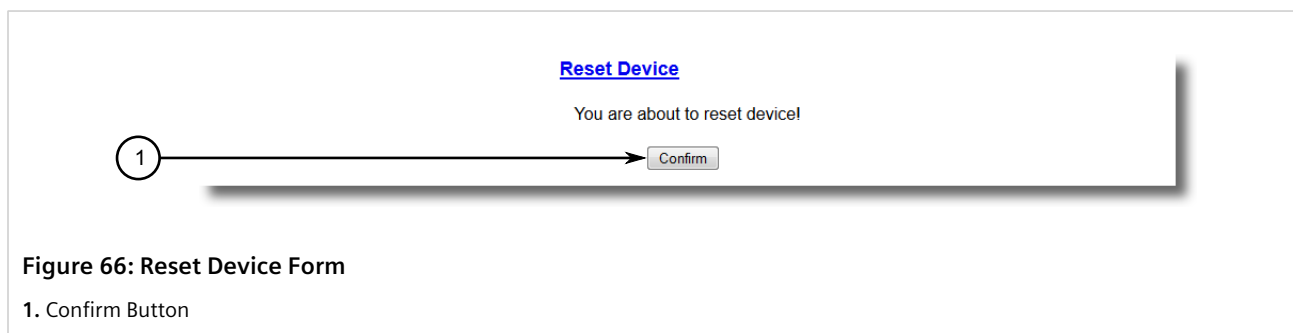 Reset Device
You are about to reset device!
1
Confirm
Figure 66: Reset Device Form
1. Confirm Button